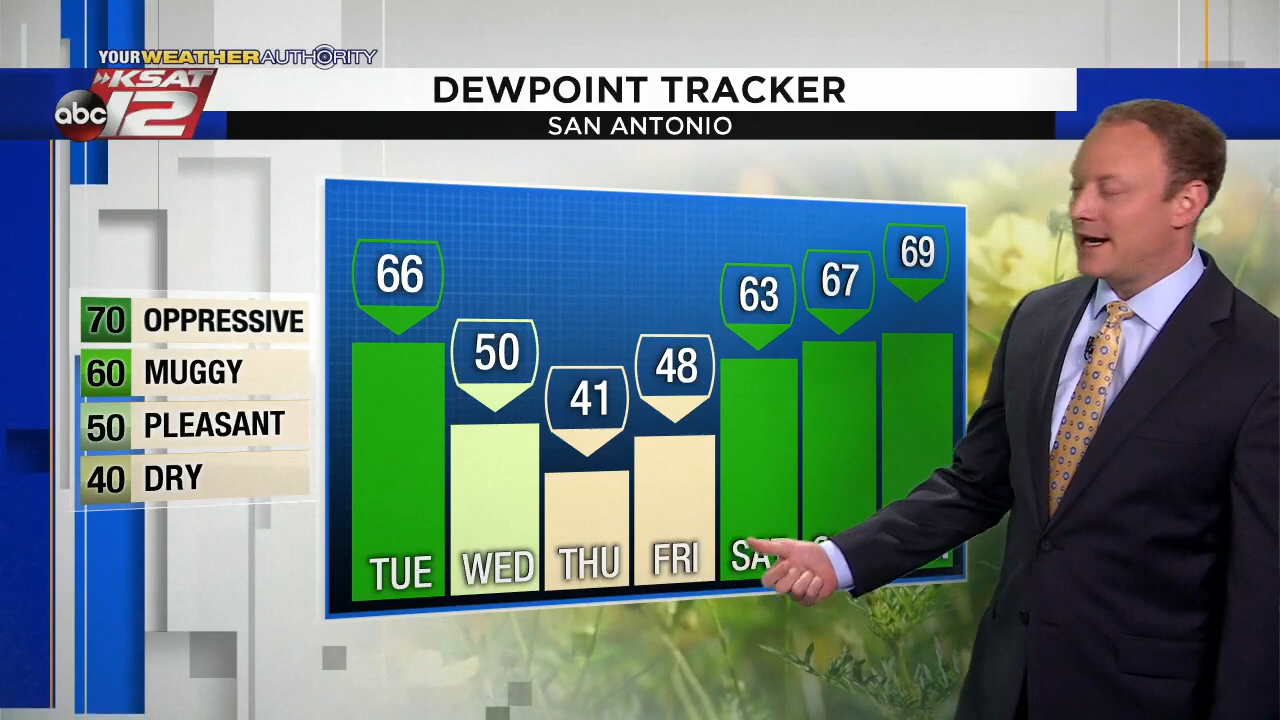 YOUR WEATHER AUTHORITY
KSAT
abc 12
DEWPOINT TRACKER
SAN ANTONIO
70 OPPRESSIVE
60 MUGGY
50 PLEASANT
40 DRY
66 50 41 48 63 67 69
TUE WED THU FRI